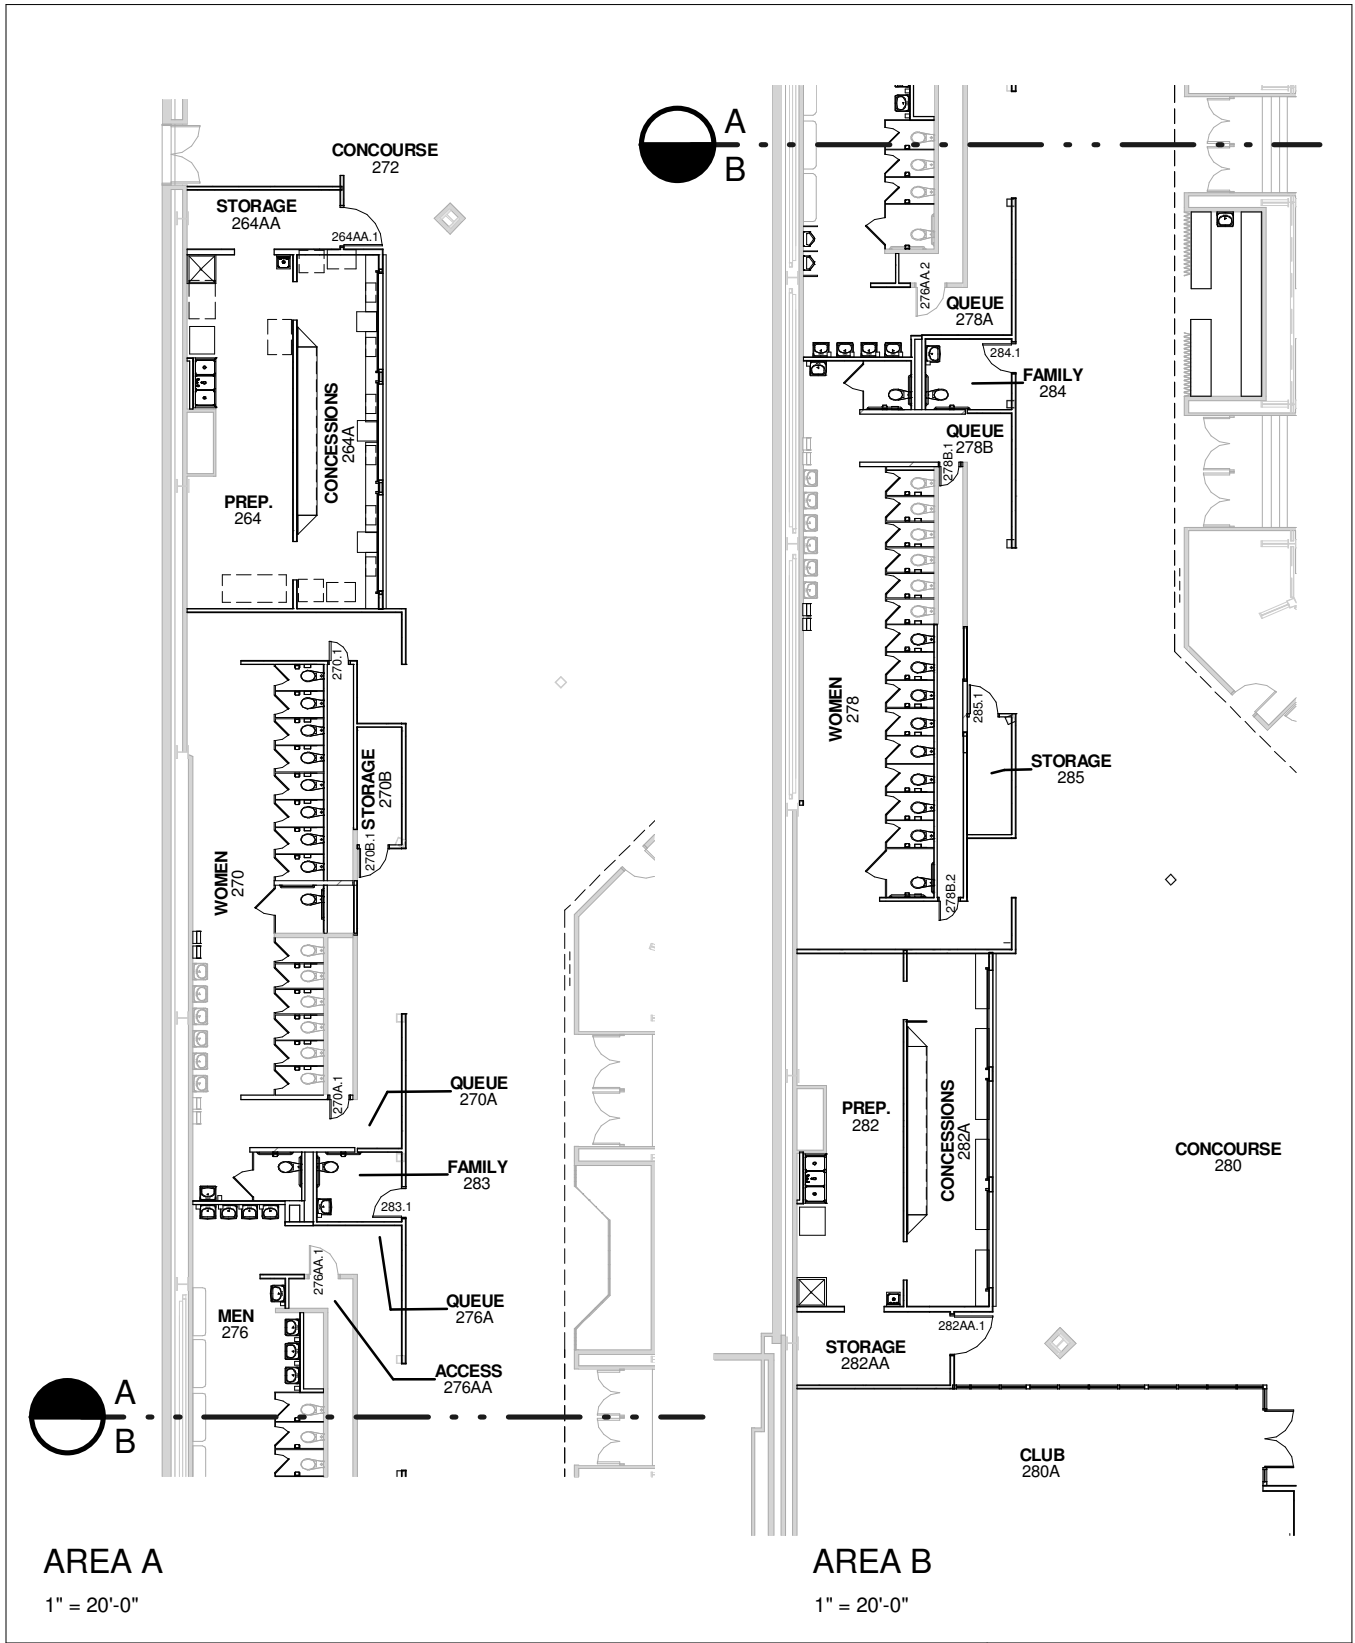 CONCOURSE
272
STORAGE
264AA
264AA.1
CONCESSIONS
264A
PREP.
264
270.1
STORAGE
270B
270B.1
WOMEN
270
270A.1
QUEUE
270A
FAMILY
283
283.1
276AA.1
QUEUE
276A
MEN
276
ACCESS
276AA
A
B
AREA A
1" = 20'-0"
A
B
276AA.2
QUEUE
278A
284.1
FAMILY
284
QUEUE
278B
278B.1
WOMEN
278
285.1
STORAGE
285
278B.2
PREP.
282
CONCESSIONS
282A
CONCOURSE
280
282AA.1
STORAGE
282AA
CLUB
280A
AREA B
1" = 20'-0"